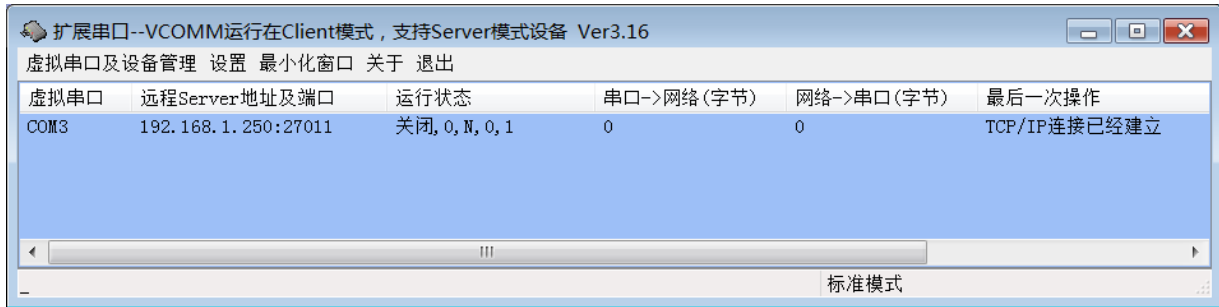 扩展串口--VCOMM运行在Client模式，支持Server模式设备 Ver3.16
虚拟串口及设备管理 设置 最小化窗口 关于 退出
虚拟串口 远程Server地址及端口 运行状态 串口->网络(字节) 网络->串口(字节) 最后一次操作
COM3 192.168.1.250:27011 关闭,0,N,0,1 0 0 TCP/IP连接已经建立
标准模式